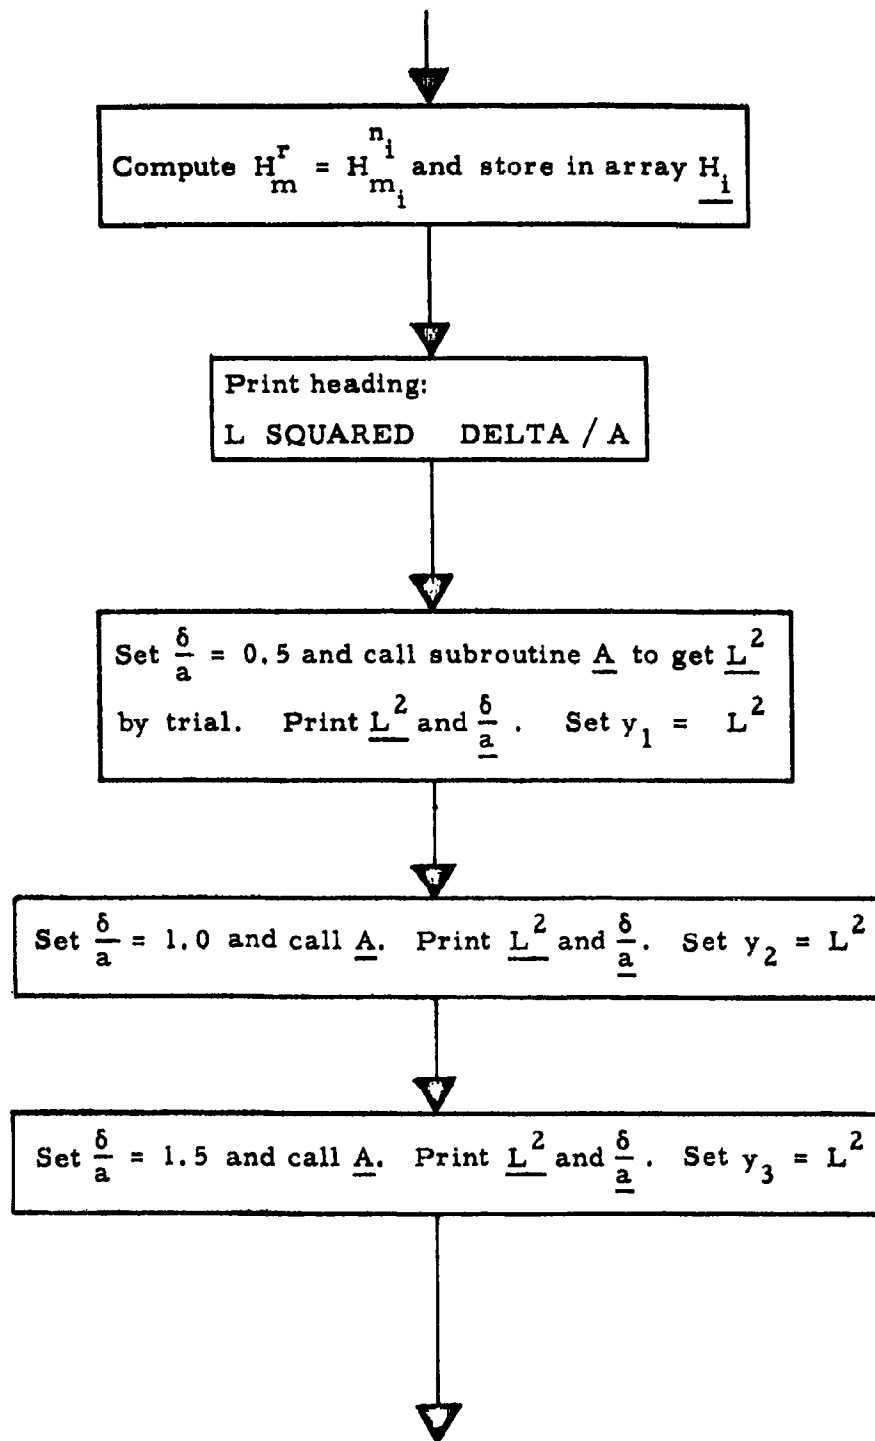 Compute H_m^r = H_{m_i}^{n_i} and store in array H_i
Print heading:
L SQUARED DELTA / A
Set δ/a = 0.5 and call subroutine A to get L^2
by trial. Print L^2 and δ/a. Set y_1 = L^2
Set δ/a = 1.0 and call A. Print L^2 and δ/a. Set y_2 = L^2
Set δ/a = 1.5 and call A. Print L^2 and δ/a. Set y_3 = L^2